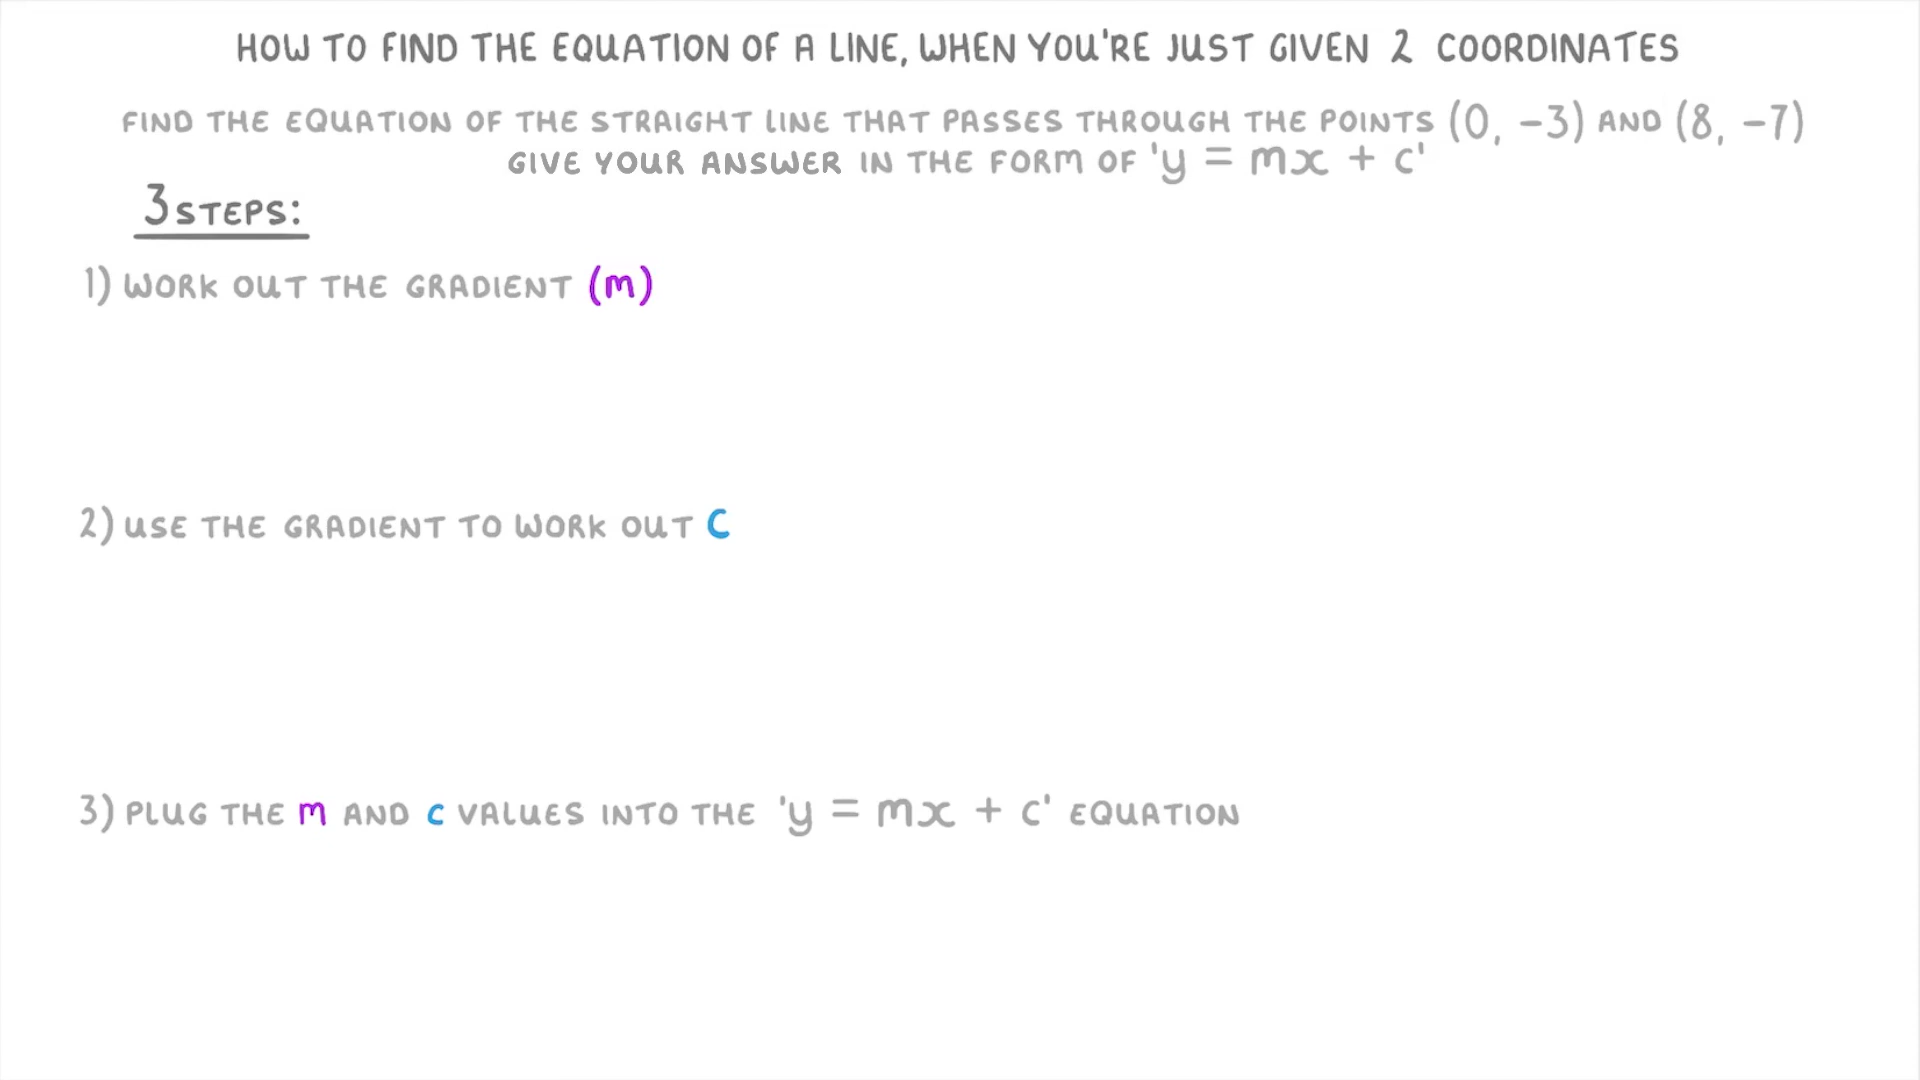 HOW TO FIND THE EQUATION OF A LINE, WHEN YOU'RE JUST GIVEN 2 COORDINATES
FIND THE EQUATION OF THE STRAIGHT LINE THAT PASSES THROUGH THE POINTS (0, -3) AND (8, -7)
GIVE YOUR ANSWER IN THE FORM OF 'y = mx + c'
3 STEPS:
1) WORK OUT THE GRADIENT (m)
2) USE THE GRADIENT TO WORK OUT C
3) PLUG THE m AND c VALUES INTO THE 'y = mx + c' EQUATION